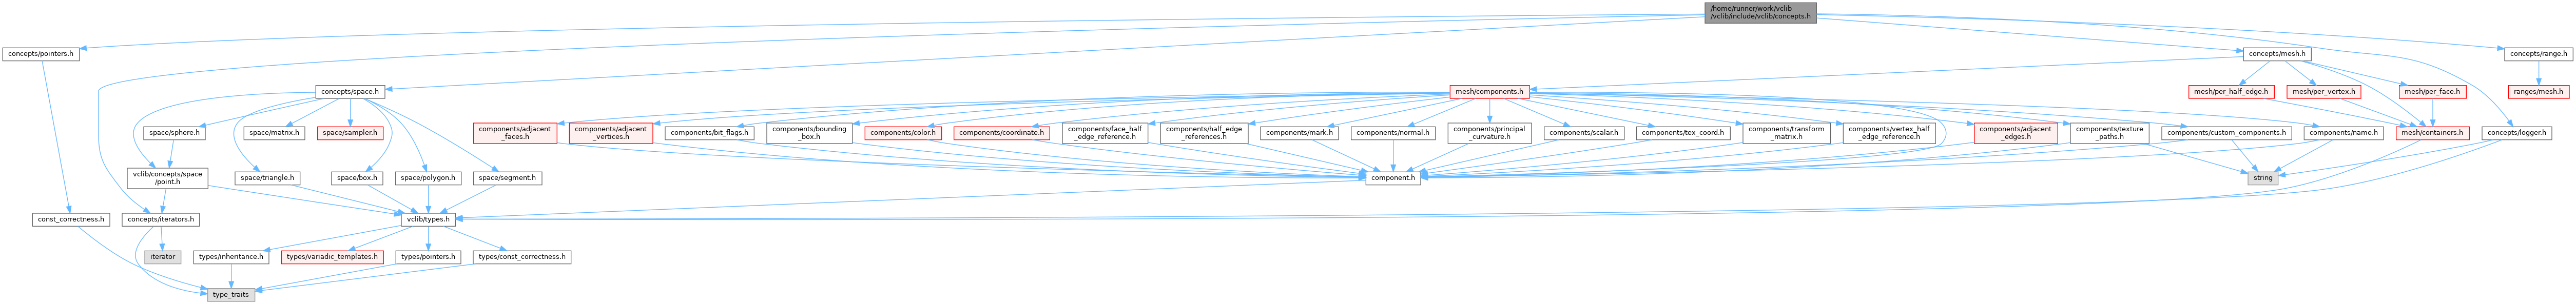 /home/runner/work/vclib
/vclib/include/vclib/concepts.h
concepts/pointers.h
concepts/mesh.h
concepts/range.h
concepts/space.h
mesh/components.h
mesh/per_half_edge.h
mesh/per_vertex.h
mesh/per_face.h
ranges/mesh.h
space/sphere.h
space/matrix.h
space/sampler.h
components/adjacent
_faces.h
components/adjacent
_vertices.h
components/bit_flags.h
components/bounding
_box.h
components/color.h
components/coordinate.h
components/face_half
_edge_reference.h
components/half_edge
_references.h
components/mark.h
components/normal.h
components/principal
_curvature.h
components/scalar.h
components/tex_coord.h
components/transform
_matrix.h
components/vertex_half
_edge_reference.h
components/adjacent
_edges.h
components/texture
_paths.h
components/custom_components.h
components/name.h
mesh/containers.h
concepts/logger.h
vclib/concepts/space
/point.h
space/triangle.h
space/box.h
space/polygon.h
space/segment.h
component.h
string
const_correctness.h
concepts/iterators.h
vclib/types.h
iterator
types/inheritance.h
types/variadic_templates.h
types/pointers.h
types/const_correctness.h
type_traits